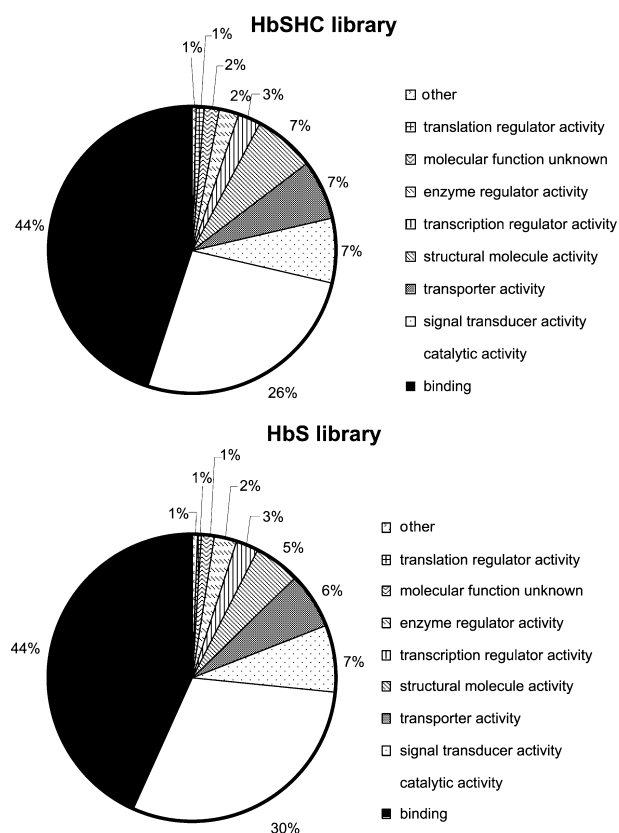 HbSHC library
1%
1%
2%
2%
3%
7%
7%
7%
44%
26%
other
translation regulator activity
molecular function unknown
enzyme regulator activity
transcription regulator activity
structural molecule activity
transporter activity
signal transducer activity
catalytic activity
binding
HbS library
1%
1%
1%
2%
3%
5%
6%
7%
44%
30%
other
translation regulator activity
molecular function unknown
enzyme regulator activity
transcription regulator activity
structural molecule activity
transporter activity
signal transducer activity
catalytic activity
binding